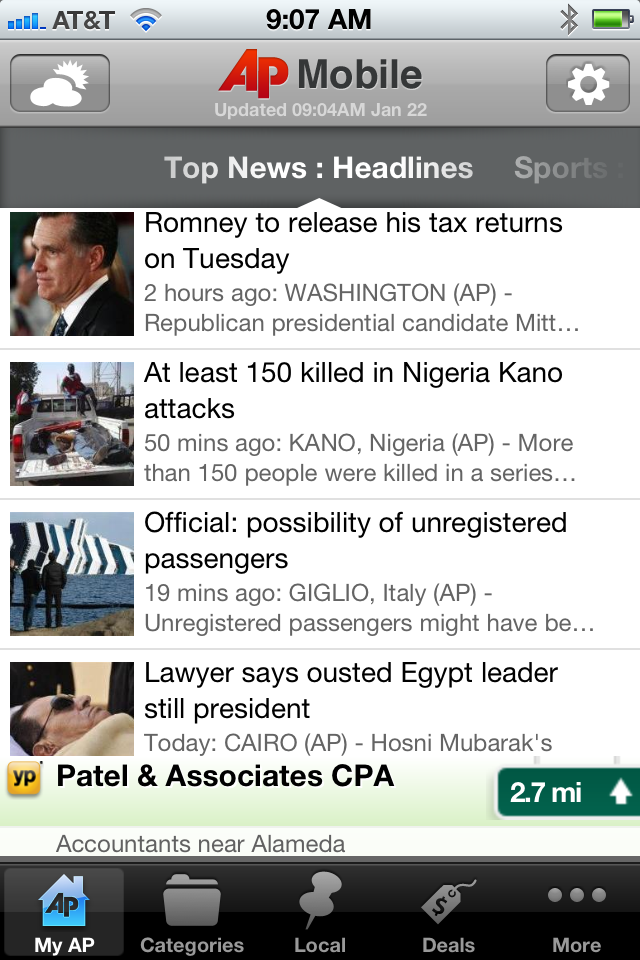 AT&T 9:07 AM
AP Mobile
Updated 09:04AM Jan 22
Top News : Headlines Sports :
Romney to release his tax returns
on Tuesday
2 hours ago: WASHINGTON (AP) -
Republican presidential candidate Mitt…
At least 150 killed in Nigeria Kano
attacks
50 mins ago: KANO, Nigeria (AP) - More
than 150 people were killed in a series…
Official: possibility of unregistered
passengers
19 mins ago: GIGLIO, Italy (AP) -
Unregistered passengers might have be…
Lawyer says ousted Egypt leader
still president
Today: CAIRO (AP) - Hosni Mubarak's
yp Patel & Associates CPA
2.7 mi
Accountants near Alameda
AP $
My AP Categories Local Deals More